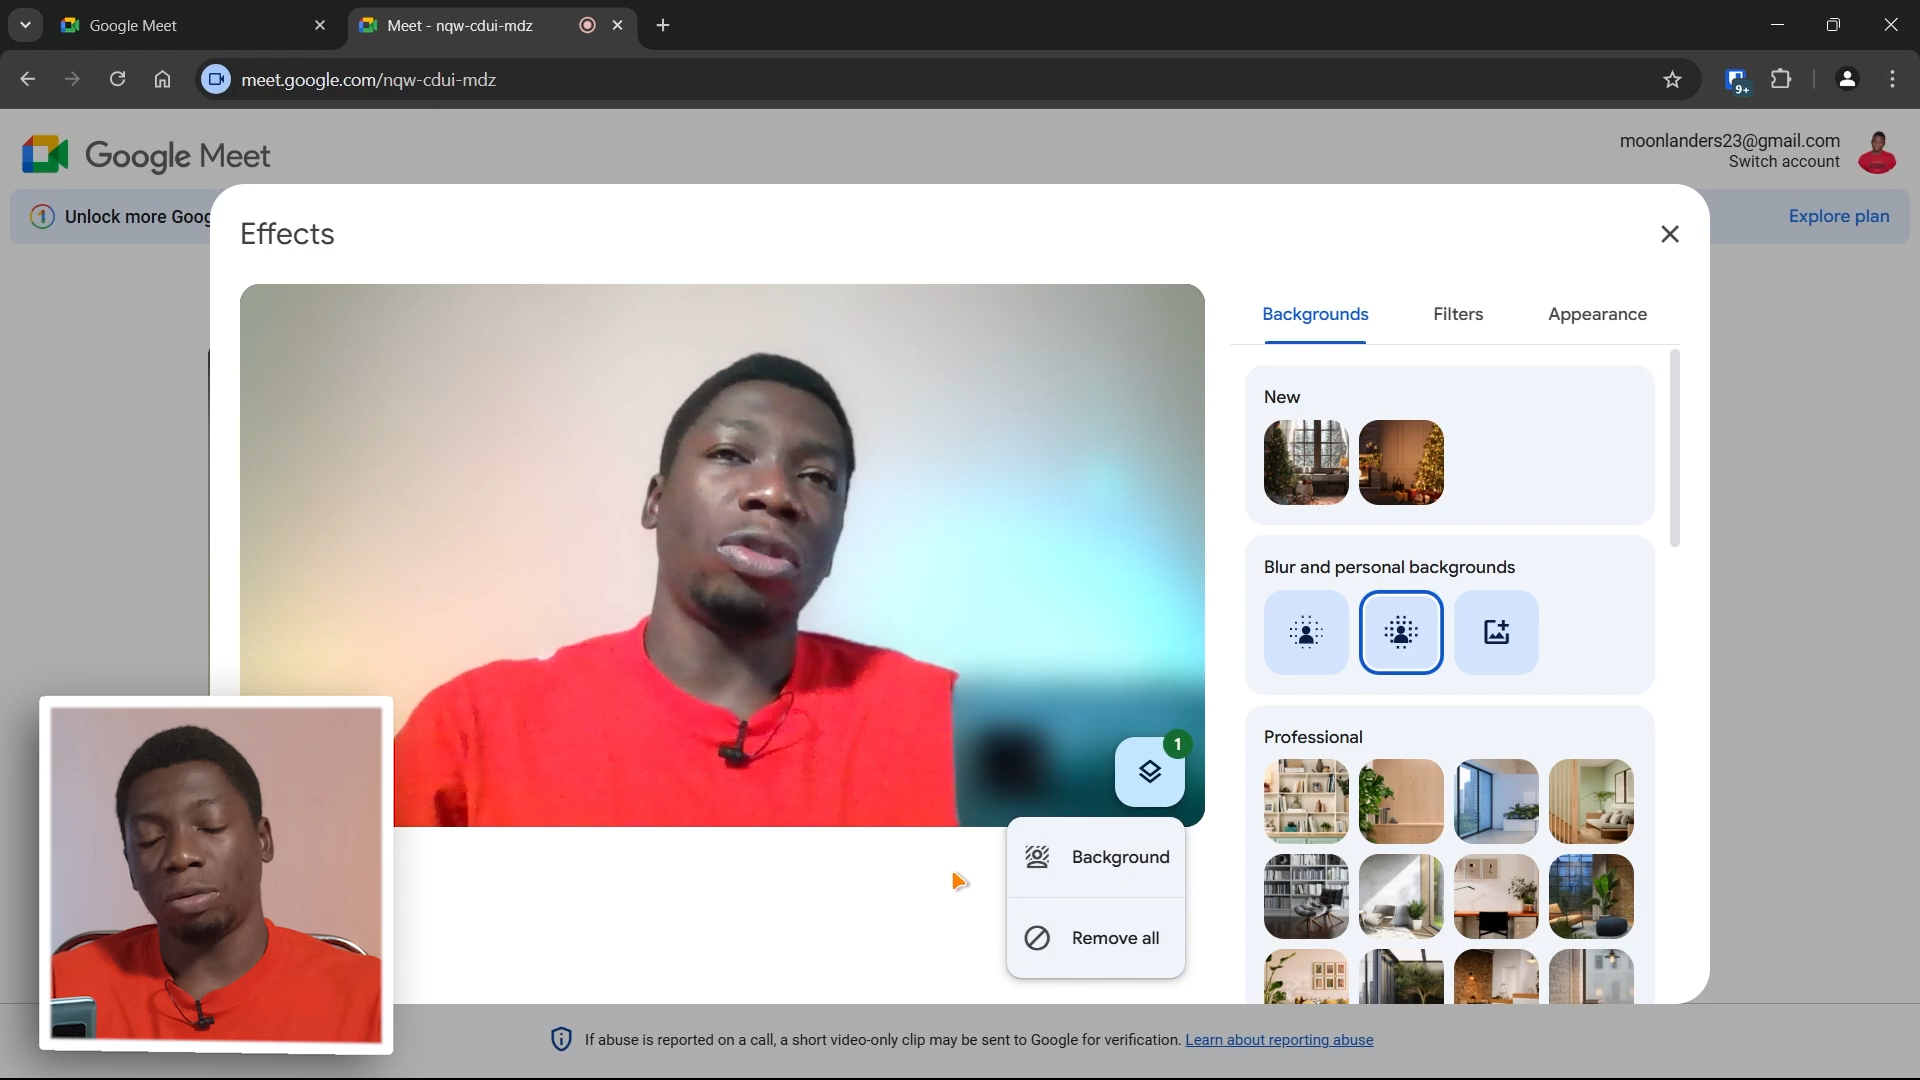 Google Meet
Meet - nqw-cdui-mdz
meet.google.com/nqw-cdui-mdz
9+
Google Meet
moonlanders23@gmail.com
Switch account
1
Unlock more Goog
Explore plan
Effects
Backgrounds
Filters
Appearance
New
Blur and personal backgrounds
Professional
1
Background
Remove all
If abuse is reported on a call, a short video-only clip may be sent to Google for verification. Learn about reporting abuse